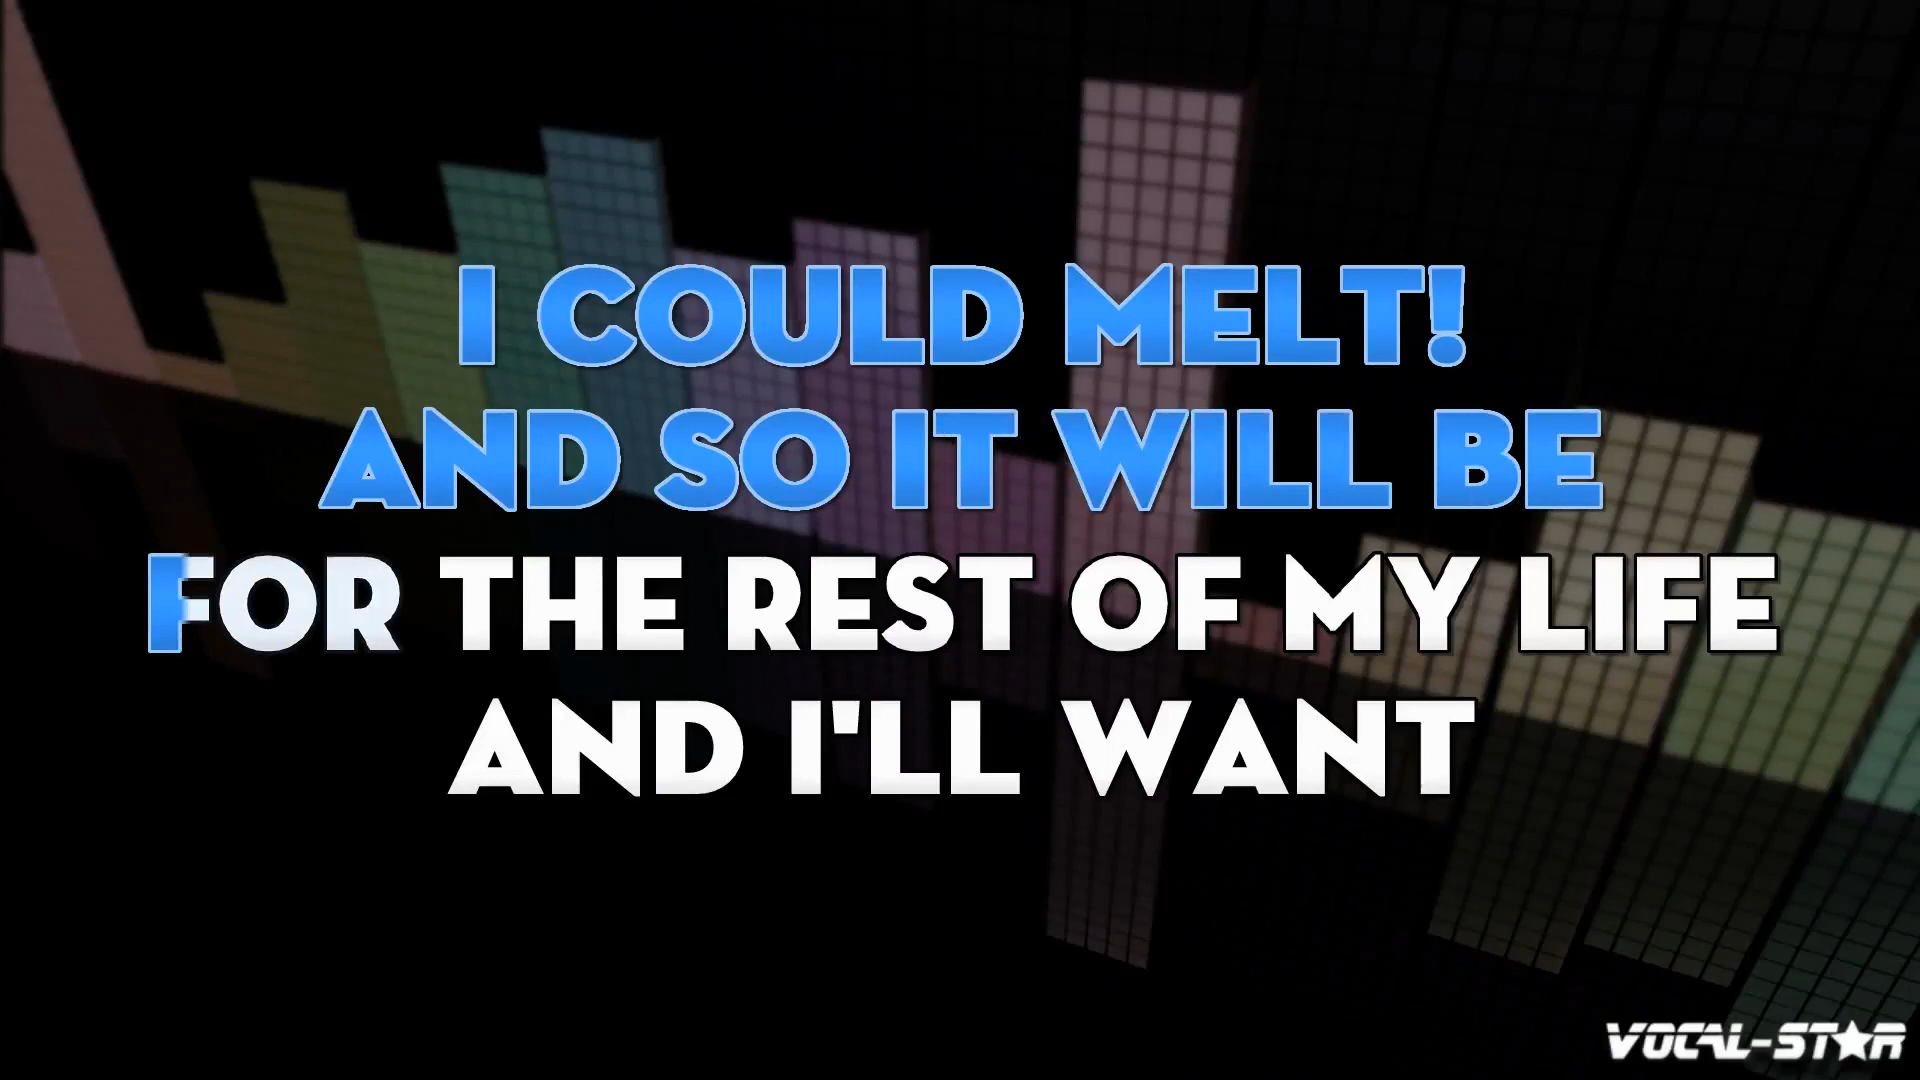 I COULD MELT!
AND SO IT WILL BE
FOR THE REST OF MY LIFE
AND I'LL WANT
VOCAL-STAR